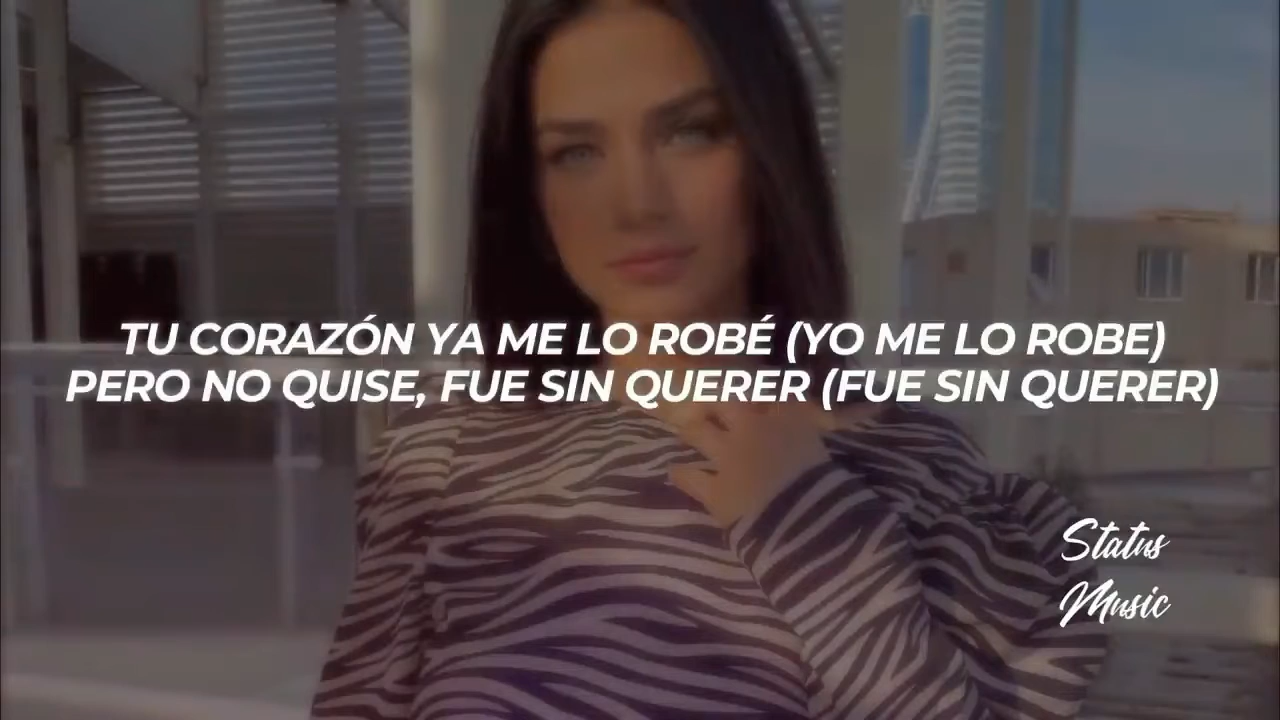 TU CORAZÓN YA ME LO ROBÉ (YO ME LO ROBE)
PERO NO QUISE, FUE SIN QUERER (FUE SIN QUERER)
Status
Music